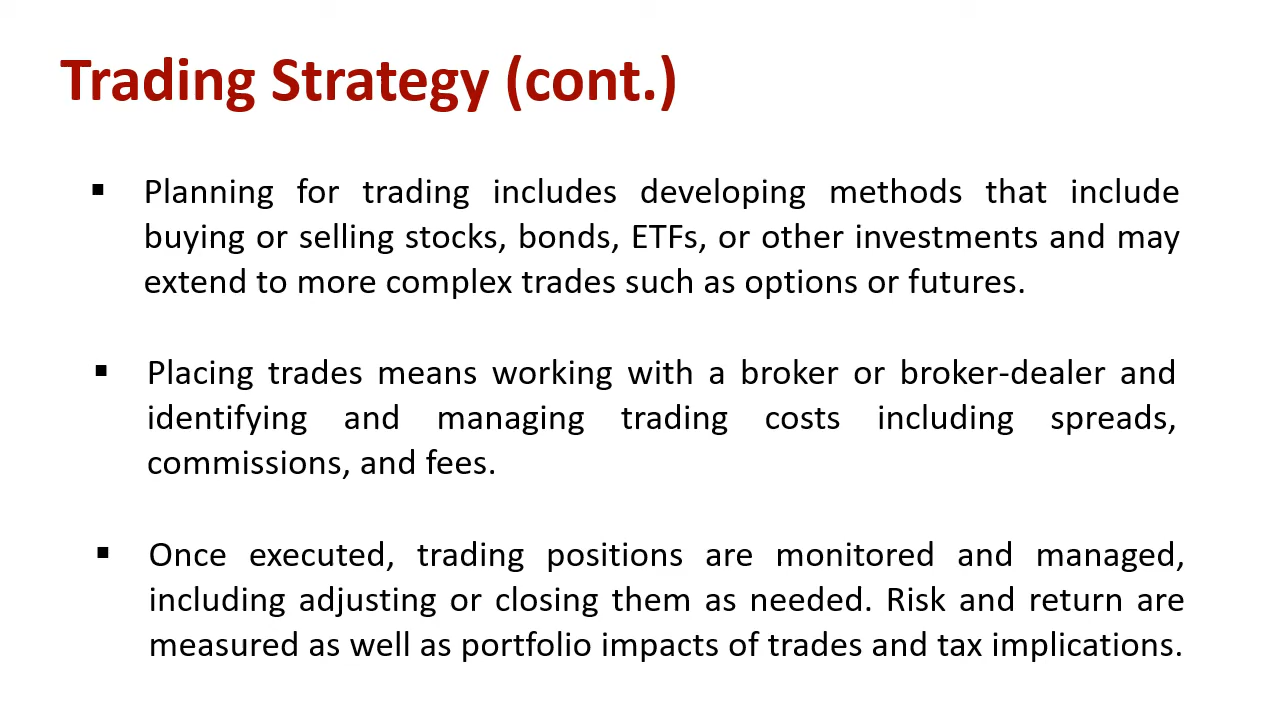 Trading Strategy (cont.)
▪ Planning for trading includes developing methods that include
buying or selling stocks, bonds, ETFs, or other investments and may
extend to more complex trades such as options or futures.
▪ Placing trades means working with a broker or broker-dealer and
identifying and managing trading costs including spreads,
commissions, and fees.
▪ Once executed, trading positions are monitored and managed,
including adjusting or closing them as needed. Risk and return are
measured as well as portfolio impacts of trades and tax implications.